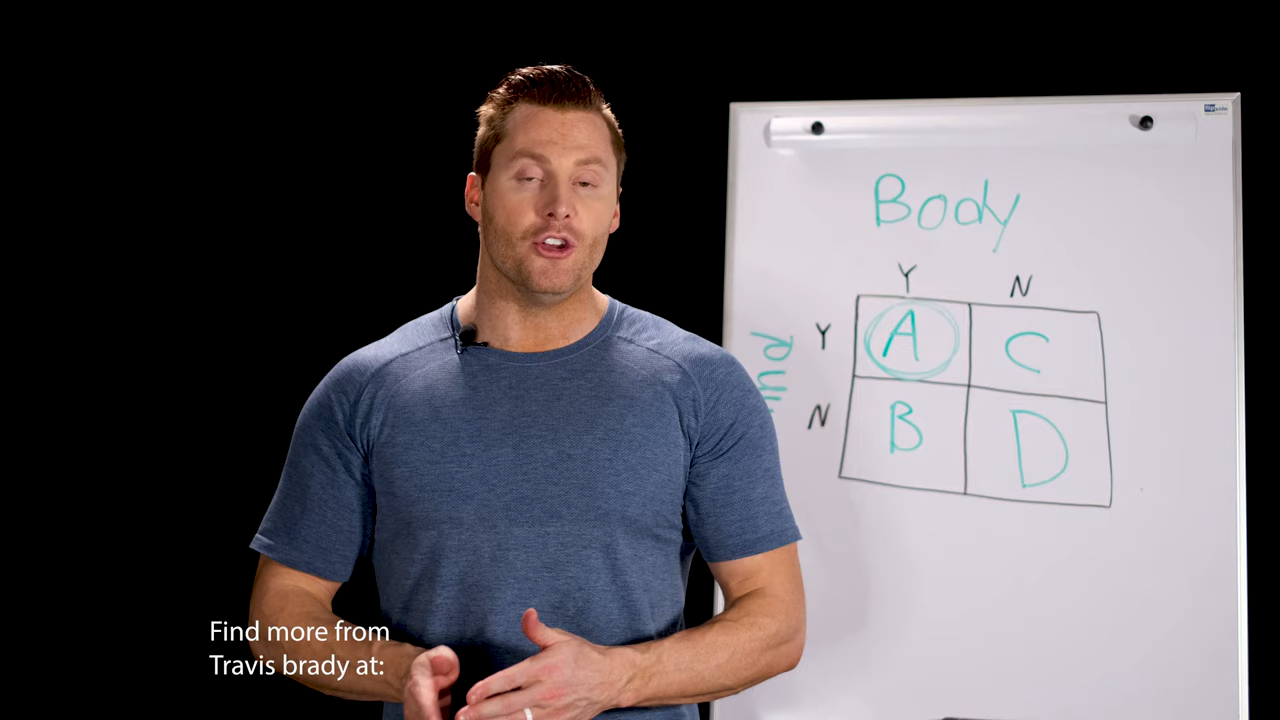 Body
Y N
Y A C
N B D
Find more from
Travis brady at: